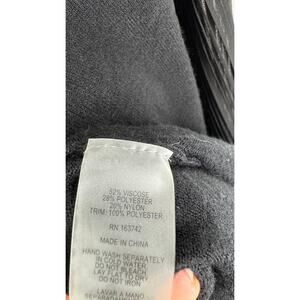 52% VISCOSE
28% POLYESTER
20% NYLON
TRIM: 100% POLYESTER
RN 163742
MADE IN CHINA
HAND WASH SEPARATELY
IN COLD WATER
DO NOT BLEACH
LAY FLAT TO DRY
DO NOT IRON
LAVAR A MANO